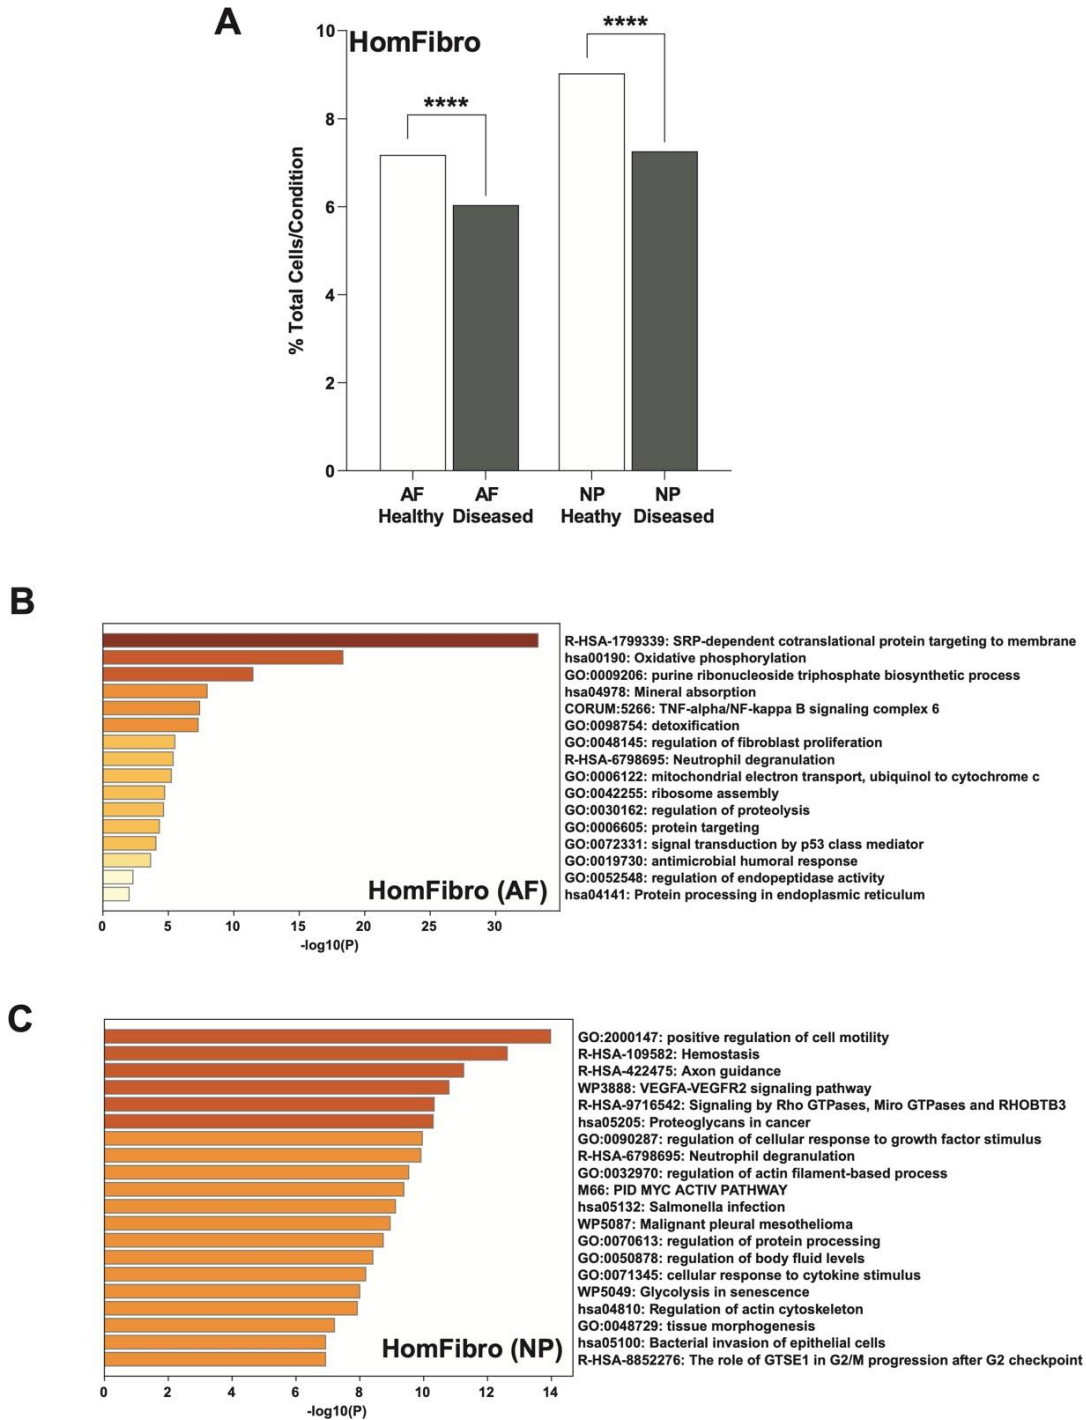 A
HomFibro
****
****
10
8
6
4
2
0
% Total Cells/Condition
AF AF NP NP
Healthy Diseased Heathy Diseased
B
R-HSA-1799339: SRP-dependent cotranslational protein targeting to membrane
hsa00190: Oxidative phosphorylation
GO:0009206: purine ribonucleoside triphosphate biosynthetic process
hsa04978: Mineral absorption
CORUM:5266: TNF-alpha/NF-kappa B signaling complex 6
GO:0098754: detoxification
GO:0048145: regulation of fibroblast proliferation
R-HSA-6798695: Neutrophil degranulation
GO:0006122: mitochondrial electron transport, ubiquinol to cytochrome c
GO:0042255: ribosome assembly
GO:0030162: regulation of proteolysis
GO:0006605: protein targeting
GO:0072331: signal transduction by p53 class mediator
GO:0019730: antimicrobial humoral response
GO:0052548: regulation of endopeptidase activity
hsa04141: Protein processing in endoplasmic reticulum
HomFibro (AF)
0 5 10 15 20 25 30
-log10(P)
C
GO:2000147: positive regulation of cell motility
R-HSA-109582: Hemostasis
R-HSA-422475: Axon guidance
WP3888: VEGFA-VEGFR2 signaling pathway
R-HSA-9716542: Signaling by Rho GTPases, Miro GTPases and RHOBTB3
hsa05205: Proteoglycans in cancer
GO:0090287: regulation of cellular response to growth factor stimulus
R-HSA-6798695: Neutrophil degranulation
GO:0032970: regulation of actin filament-based process
M66: PID MYC ACTIV PATHWAY
hsa05132: Salmonella infection
WP5087: Malignant pleural mesothelioma
GO:0070613: regulation of protein processing
GO:0050878: regulation of body fluid levels
GO:0071345: cellular response to cytokine stimulus
WP5049: Glycolysis in senescence
hsa04810: Regulation of actin cytoskeleton
GO:0048729: tissue morphogenesis
hsa05100: Bacterial invasion of epithelial cells
R-HSA-8852276: The role of GTSE1 in G2/M progression after G2 checkpoint
HomFibro (NP)
0 2 4 6 8 10 12 14
-log10(P)